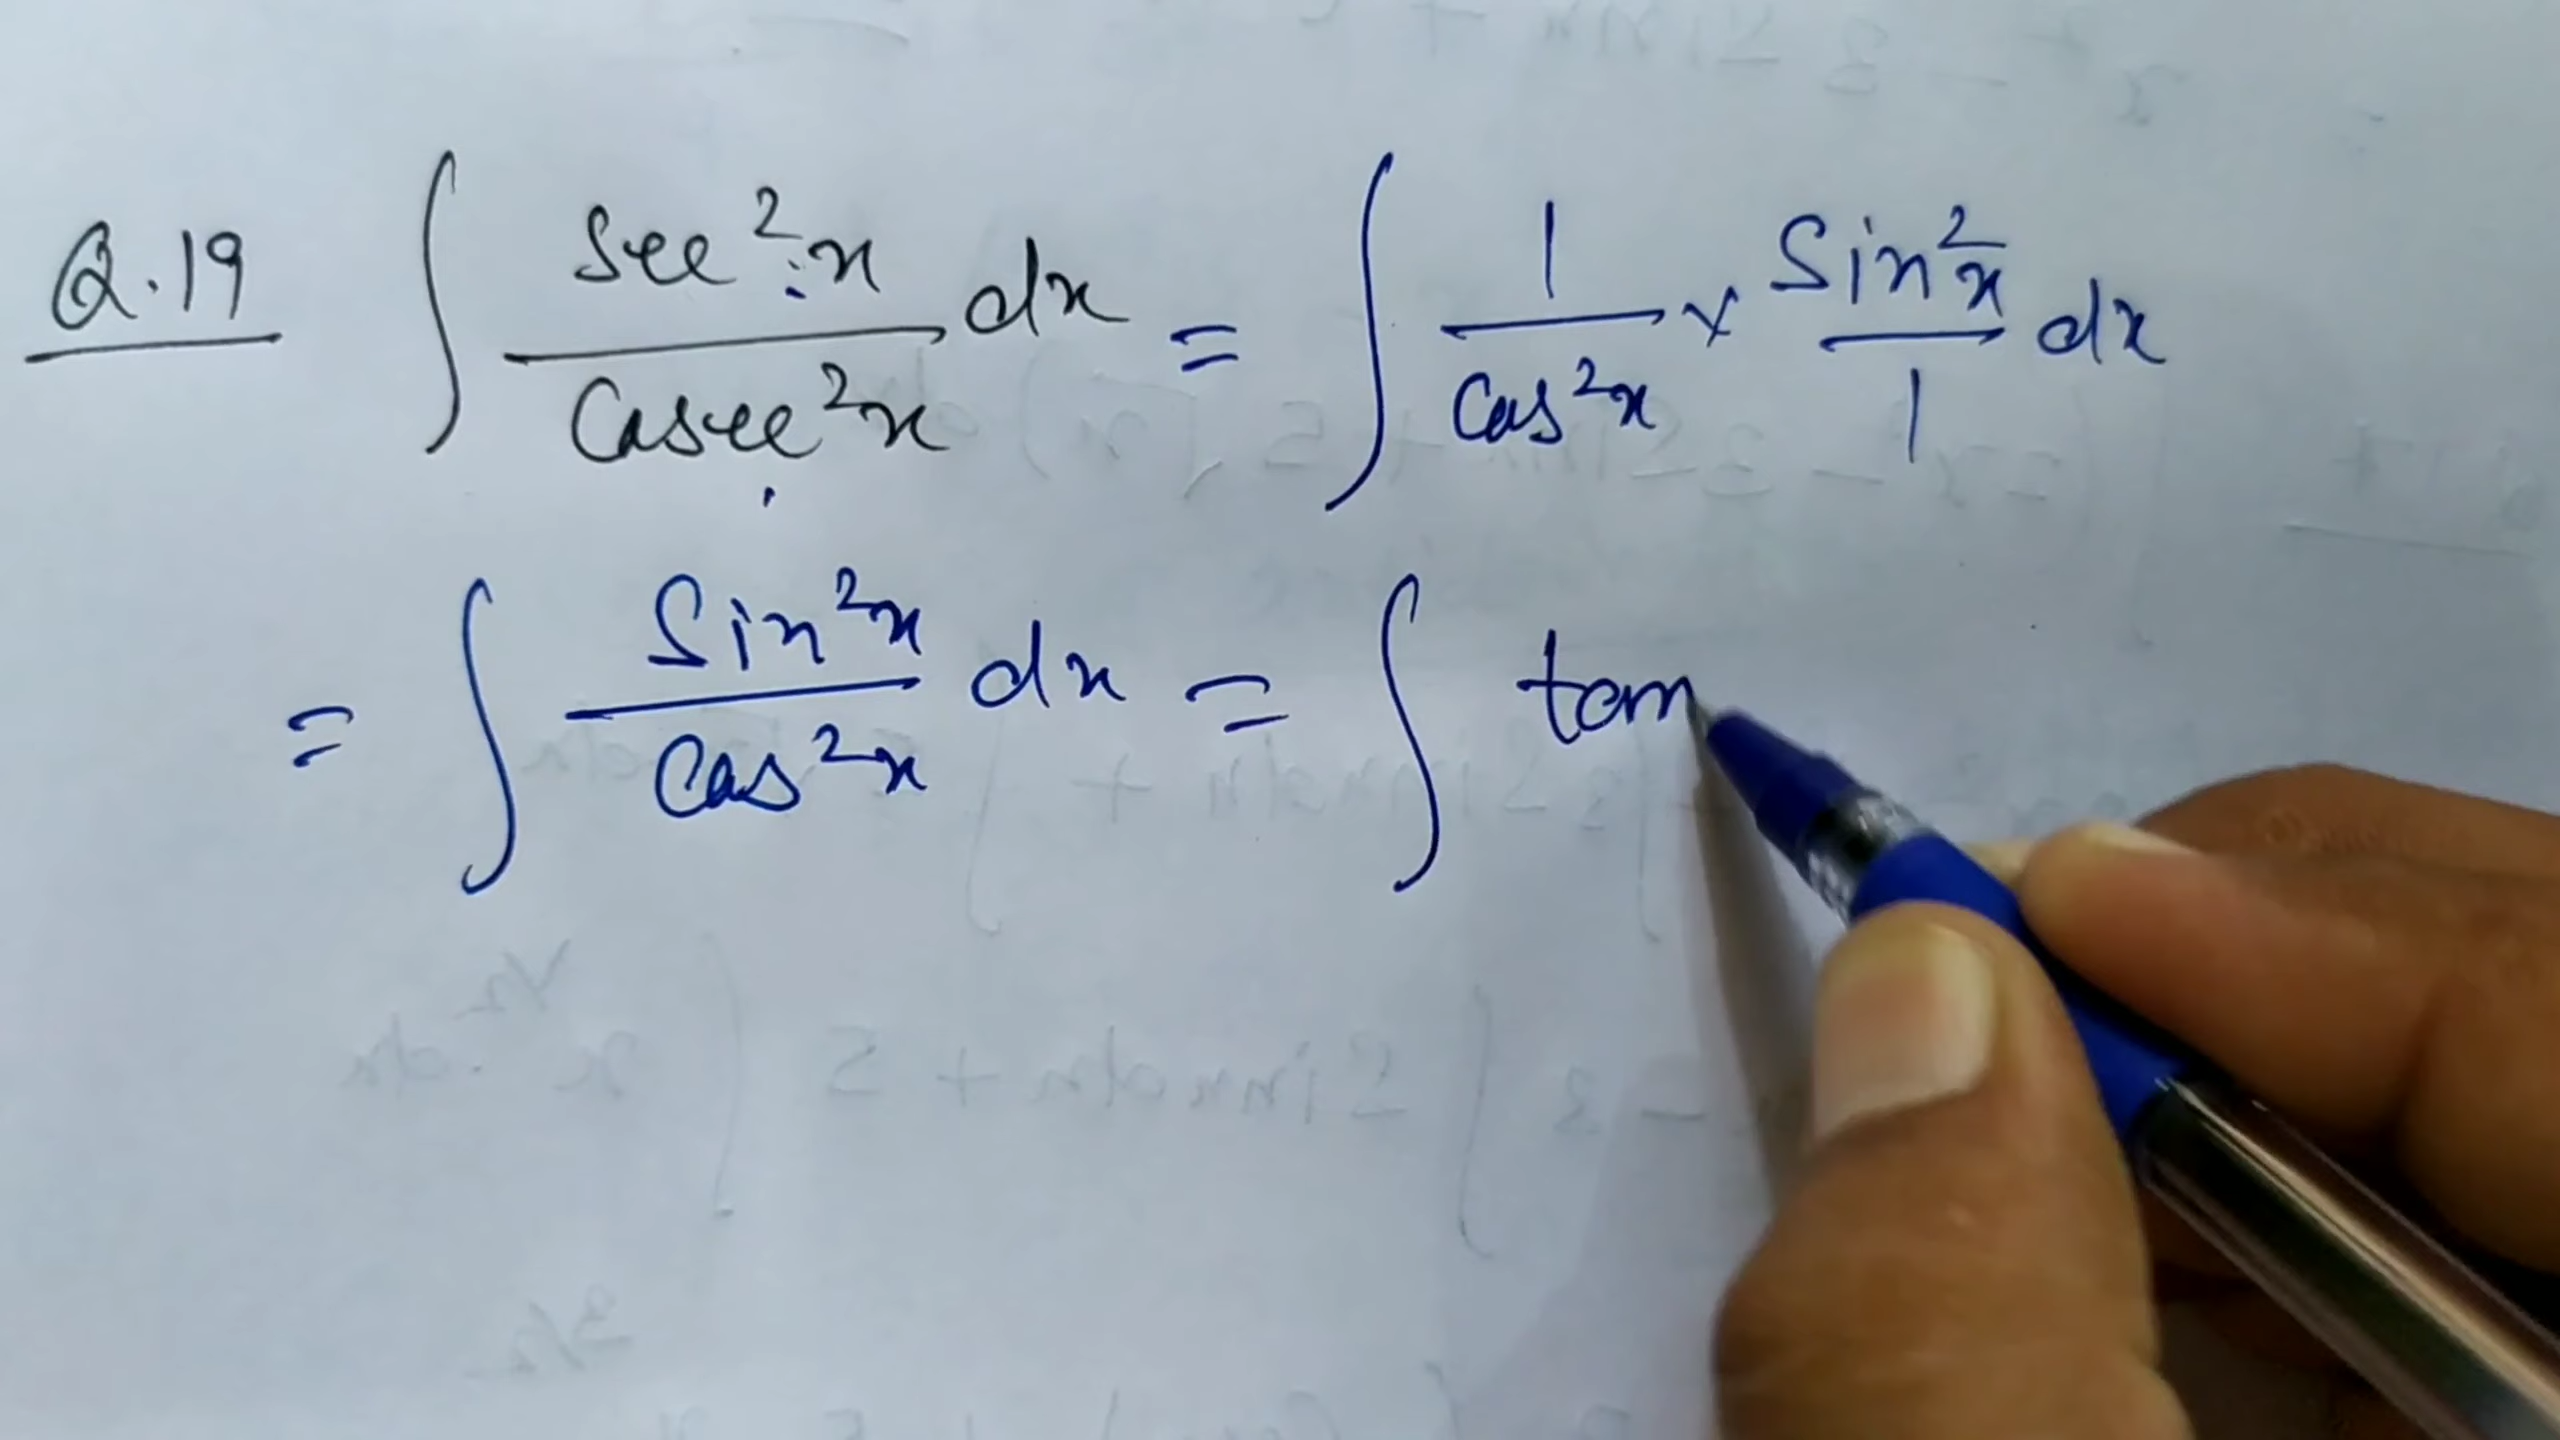 Q.19 ∫ Sec²x / Cosec²x dx = ∫ 1 / Cos²x × Sin²x / 1 dx
= ∫ Sin²x / Cos²x dx = ∫ tan